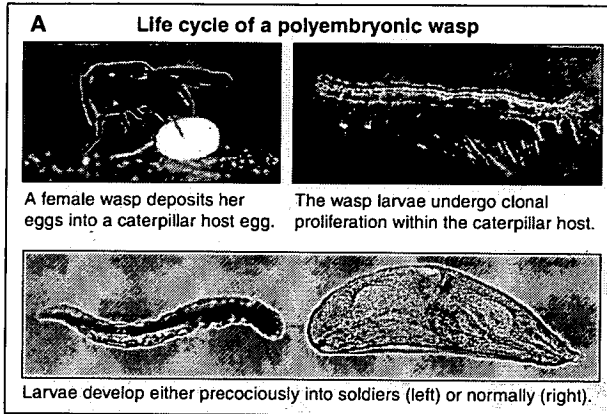 A Life cycle of a polyembryonic wasp
A female wasp deposits her
eggs into a caterpillar host egg.
The wasp larvae undergo clonal
proliferation within the caterpillar host.
Larvae develop either precociously into soldiers (left) or normally (right).